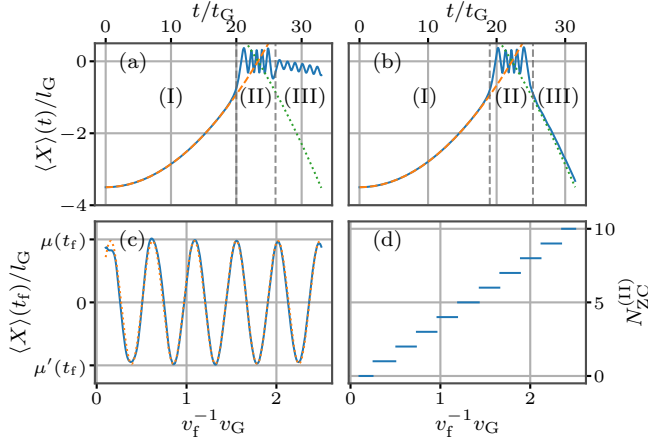 t/t_G t/t_G
0 10 20 30 0 10 20 30
(a) (b)
0
(I) (II) (III) (I) (II) (III)
−2
−4
⟨X⟩(t)/l_G
(c) (d)
μ(t_f)
0
μ′(t_f)
⟨X⟩(t_f)/l_G
10
5
0
N_ZC^(II)
0 1 2 0 1 2
v_f^−1 v_G v_f^−1 v_G